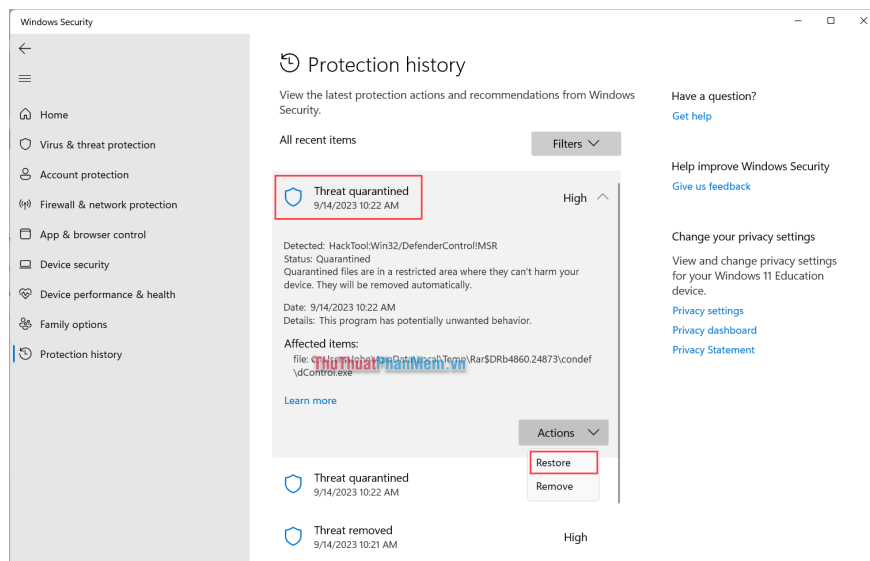 Windows Security
Home
Virus & threat protection
Account protection
Firewall & network protection
App & browser control
Device security
Device performance & health
Family options
Protection history
Protection history
View the latest protection actions and recommendations from Windows
Security.
All recent items
Filters
Threat quarantined
9/14/2023 10:22 AM
High
Detected: HackTool:Win32/DefenderControl!MSR
Status: Quarantined
Quarantined files are in a restricted area where they can't harm your
device. They will be removed automatically.
Date: 9/14/2023 10:22 AM
Details: This program has potentially unwanted behavior.
Affected items:
file: \Temp\Rar$DRb4860.24873\condef
\dControl.exe
ThuThuatPhanMem.vn
Learn more
Actions
Restore
Remove
Threat quarantined
9/14/2023 10:22 AM
Threat removed
9/14/2023 10:21 AM
High
Have a question?
Get help
Help improve Windows Security
Give us feedback
Change your privacy settings
View and change privacy settings
for your Windows 11 Education
device.
Privacy settings
Privacy dashboard
Privacy Statement